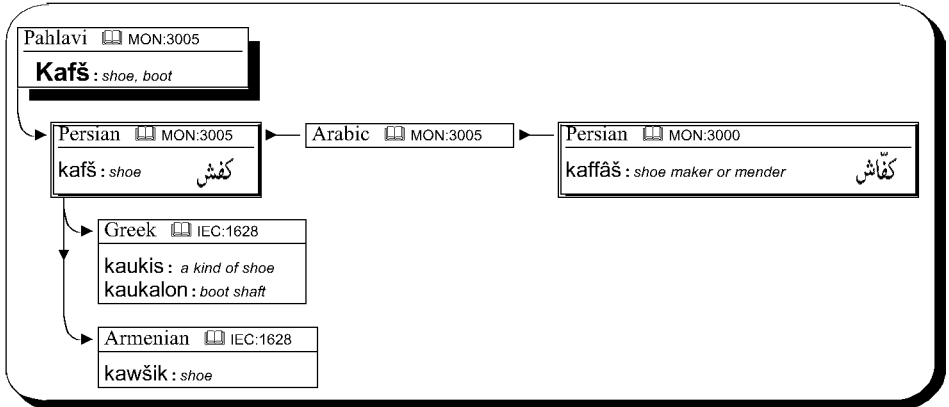 Pahlavi 🕮 MON:3005
Kafš : shoe, boot
Persian 🕮 MON:3005
kafš : shoe کفش
Arabic 🕮 MON:3005
Persian 🕮 MON:3000
kaffâš : shoe maker or mender کفّاش
Greek 🕮 IEC:1628
kaukis : a kind of shoe
kaukalon : boot shaft
Armenian 🕮 IEC:1628
kawšik : shoe